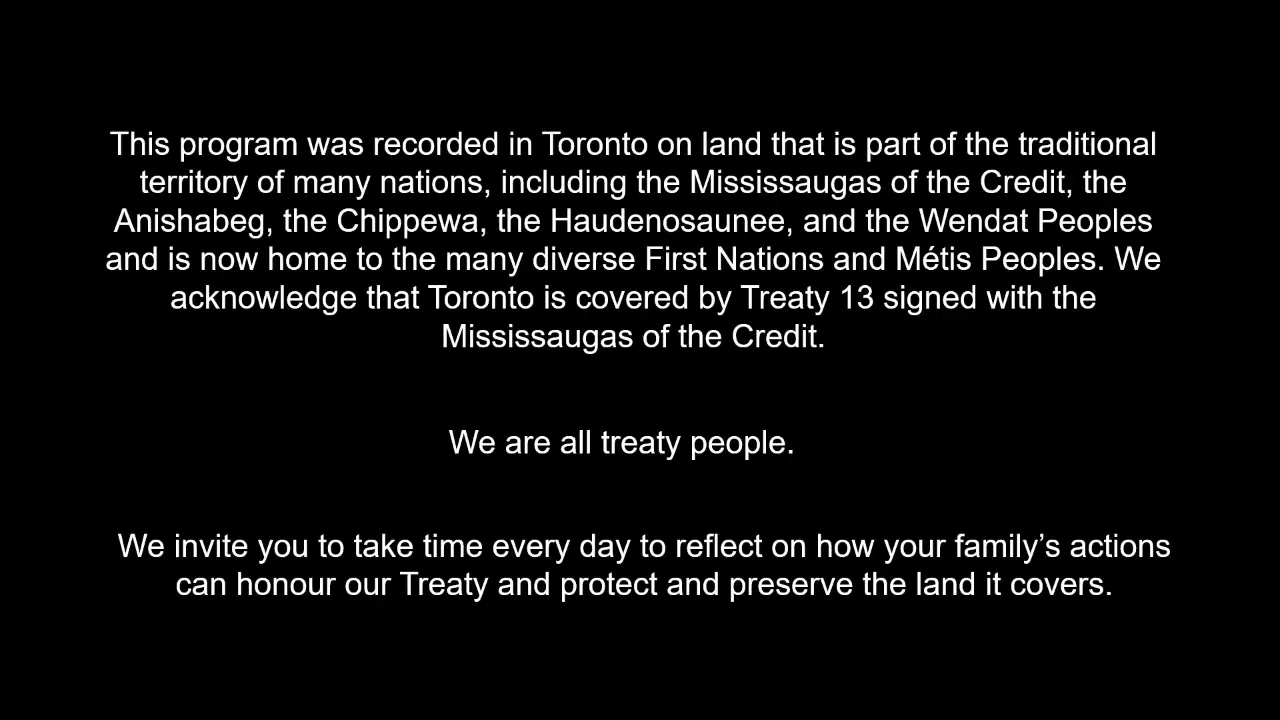 This program was recorded in Toronto on land that is part of the traditional
territory of many nations, including the Mississaugas of the Credit, the
Anishabeg, the Chippewa, the Haudenosaunee, and the Wendat Peoples
and is now home to the many diverse First Nations and Métis Peoples. We
acknowledge that Toronto is covered by Treaty 13 signed with the
Mississaugas of the Credit.
We are all treaty people.
We invite you to take time every day to reflect on how your family’s actions
can honour our Treaty and protect and preserve the land it covers.